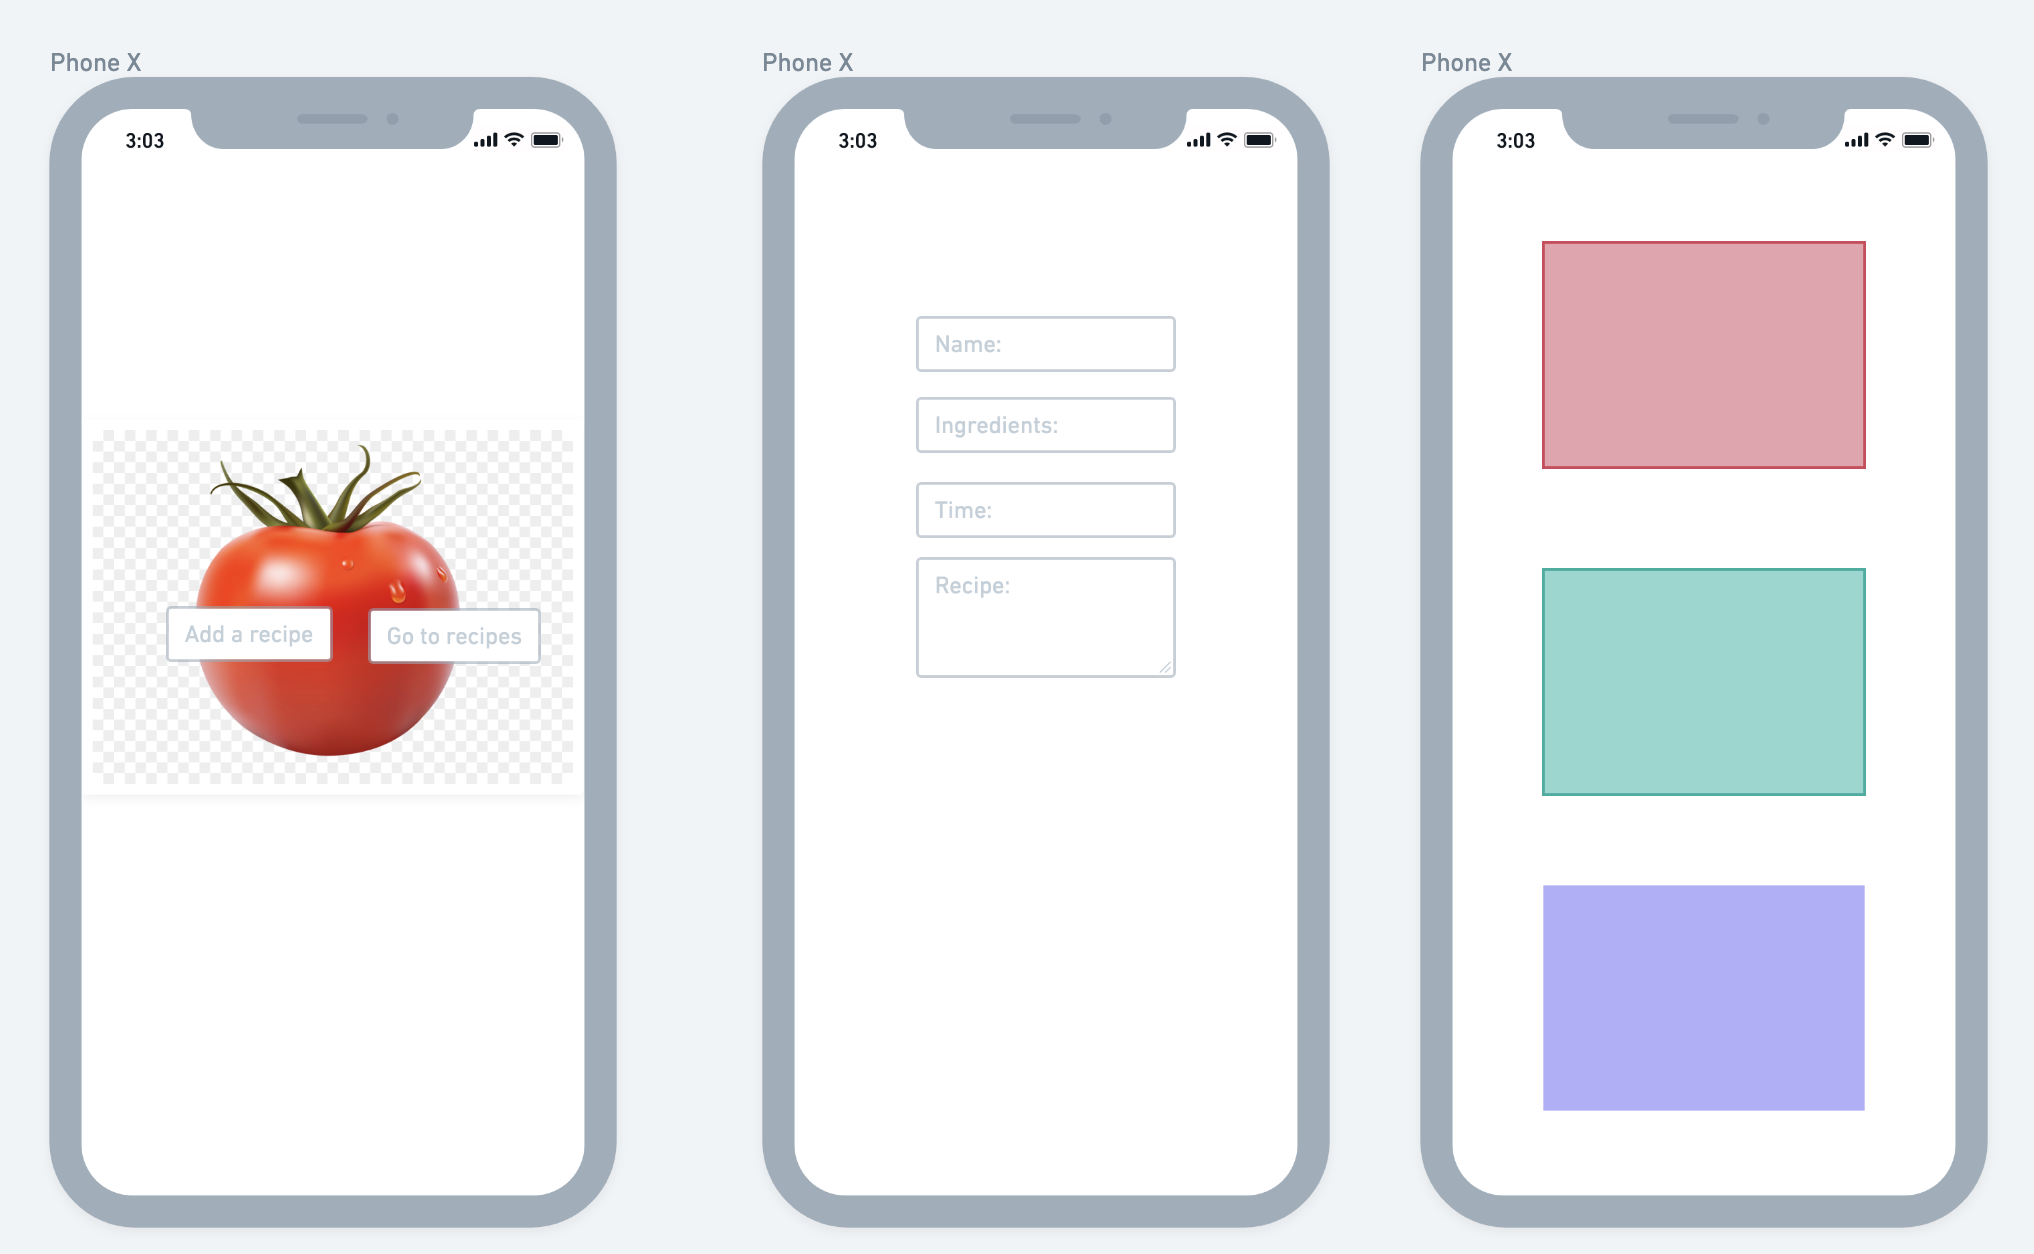 Phone X
3:03
Add a recipe
Go to recipes
Phone X
3:03
Name:
Ingredients:
Time:
Recipe:
Phone X
3:03